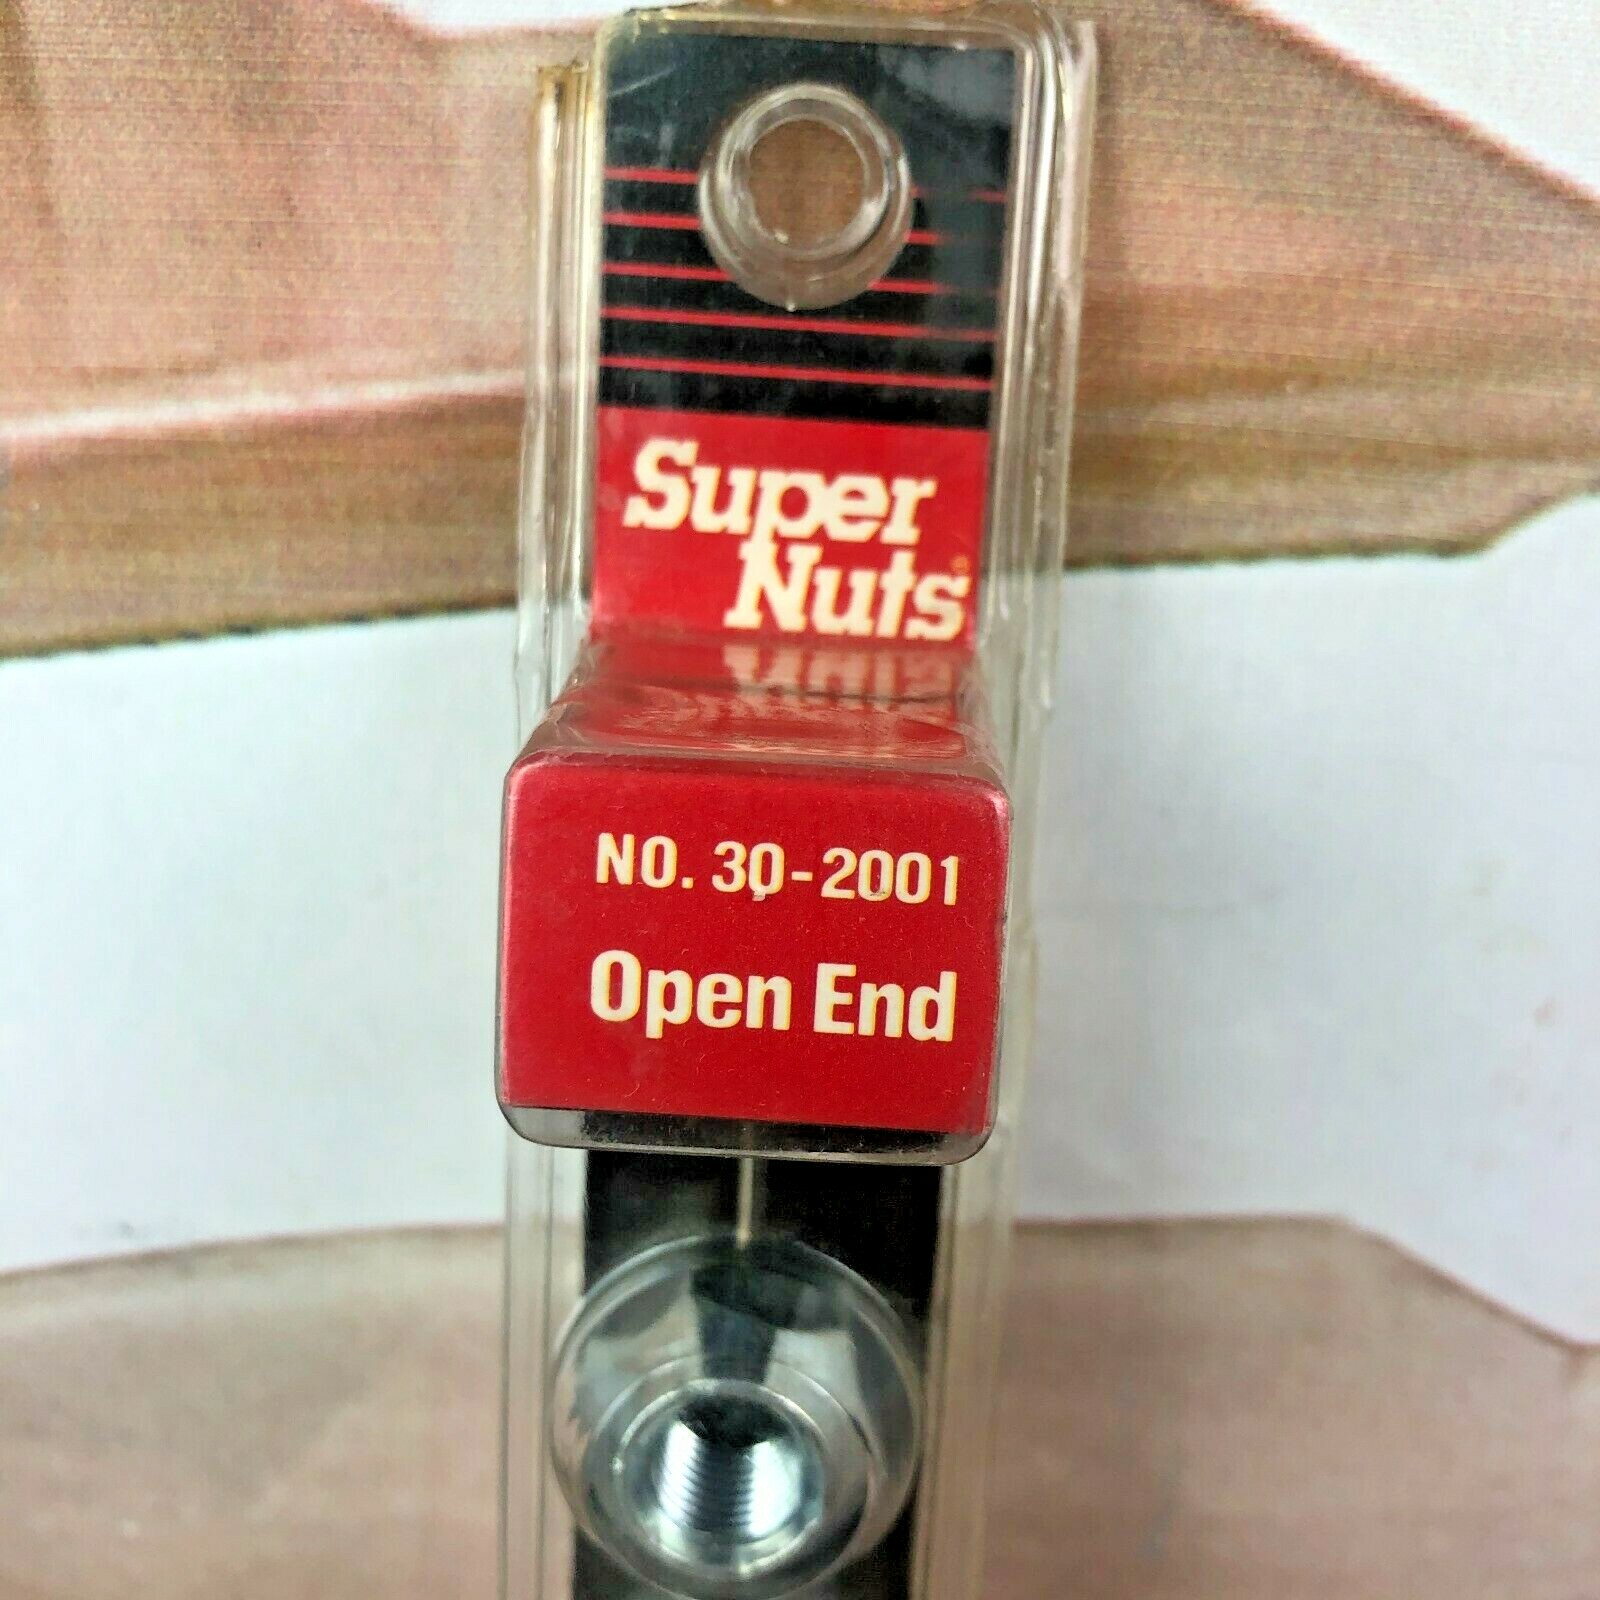 Super
Nuts
NO. 30-2001
Open End